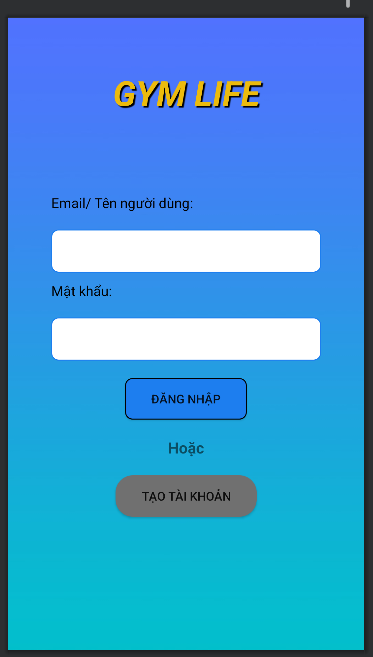 GYM LIFE
Email/ Tên người dùng:
Mật khẩu:
ĐĂNG NHẬP
Hoặc
TẠO TÀI KHOẢN